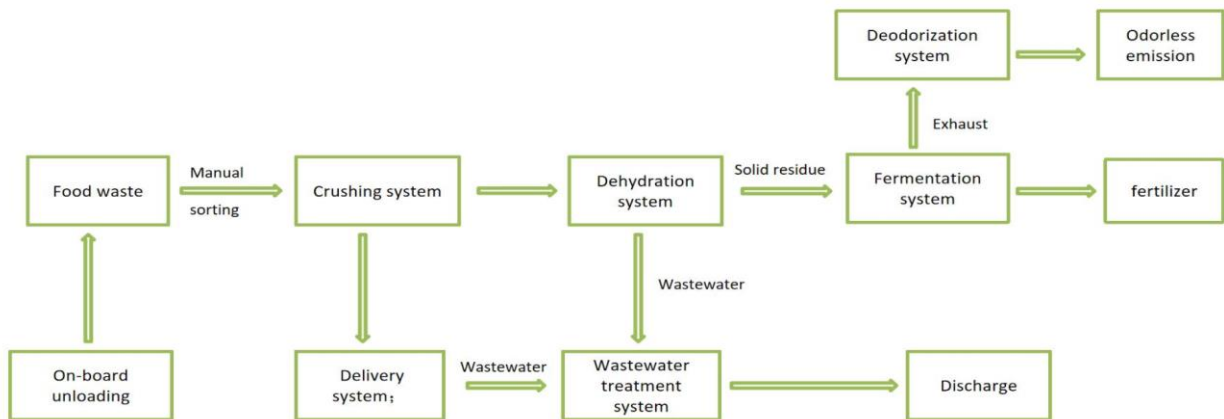 Deodorization
system
Odorless
emission
Exhaust
Food waste
Manual
sorting
Crushing system
Dehydration
system
Solid residue
Fermentation
system
fertilizer
Wastewater
On-board
unloading
Delivery
system；
Wastewater
Wastewater
treatment
system
Discharge